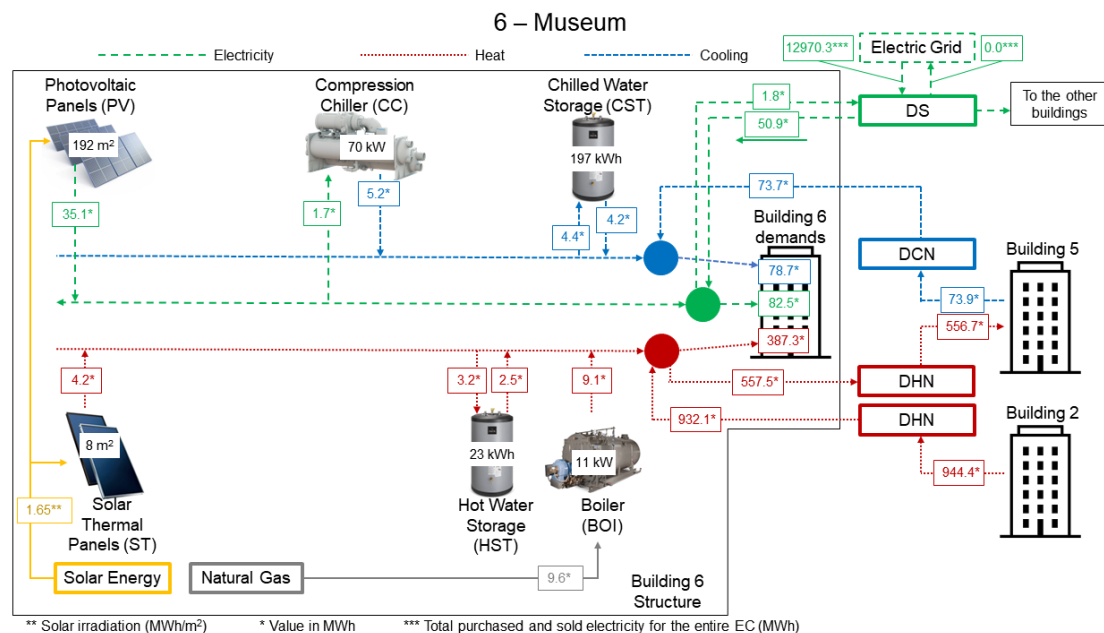 6 – Museum
Electricity
Heat
Cooling
12970.3***
Electric Grid
0.0***
Photovoltaic
Panels (PV)
Compression
Chiller (CC)
Chilled Water
Storage (CST)
1.8*
DS
To the other
buildings
50.9*
192 m²
70 kW
197 kWh
35.1*
1.7*
5.2*
4.4*
4.2*
73.7*
Building 6
demands
78.7*
82.5*
387.3*
DCN
Building 5
73.9*
556.7*
4.2*
3.2*
2.5*
9.1*
557.5*
DHN
932.1*
DHN
Building 2
944.4*
8 m²
23 kWh
11 kW
1.65**
Solar
Thermal
Panels (ST)
Hot Water
Storage
(HST)
Boiler
(BOI)
Solar Energy
Natural Gas
9.6*
Building 6
Structure
** Solar irradiation (MWh/m²)
* Value in MWh
*** Total purchased and sold electricity for the entire EC (MWh)